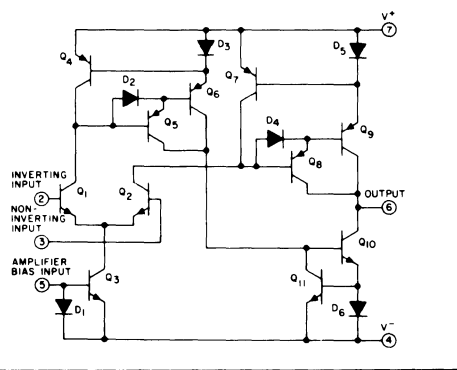 V+
7
Q4
D3
D5
D2
Q6
Q7
Q5
D4
Q9
Q8
INVERTING
INPUT
2
Q1
Q2
OUTPUT
6
NON-
INVERTING
INPUT
3
Q10
AMPLIFIER
BIAS INPUT
5
Q3
Q11
D1
D6
V-
4